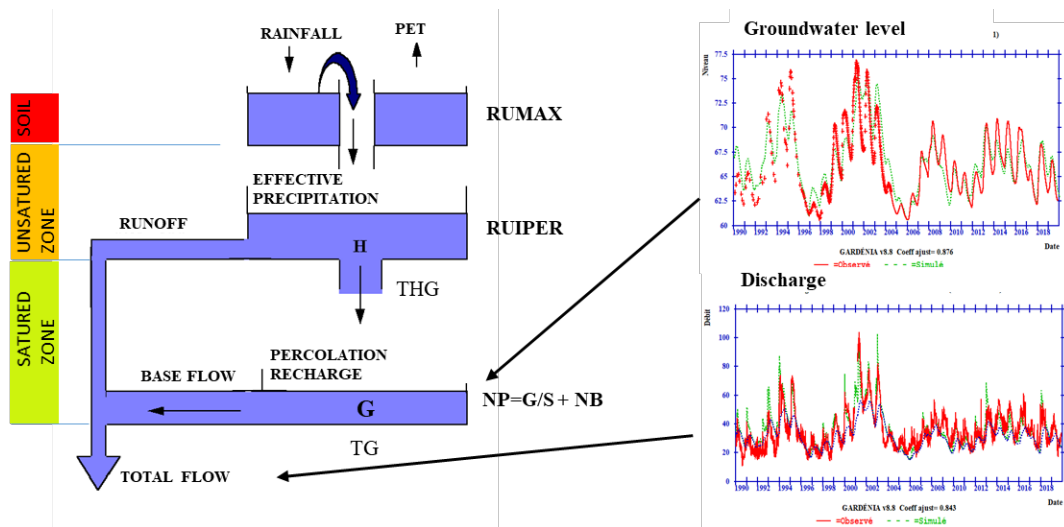 RAINFALL
PET
SOIL
RUMAX
UNSATURED
ZONE
EFFECTIVE
PRECIPITATION
RUNOFF
H
RUIPER
THG
SATURED
ZONE
PERCOLATION
RECHARGE
BASE FLOW
G
NP=G/S + NB
TG
TOTAL FLOW
Groundwater level
1)
Niveau
77.5
75
72.5
70
67.5
65
62.5
60
1990 1992 1994 1996 1998 2000 2002 2004 2006 2008 2010 2012 2014 2016 2018
Date
GARDÉNIA v8.8 Coeff ajust= 0.876
=Observé =Simulé
Discharge
Débit
120
100
80
60
40
20
0
1990 1992 1994 1996 1998 2000 2002 2004 2006 2008 2010 2012 2014 2016 2018
Date
GARDÉNIA v8.8 Coeff ajust= 0.843
=Observé =Simulé